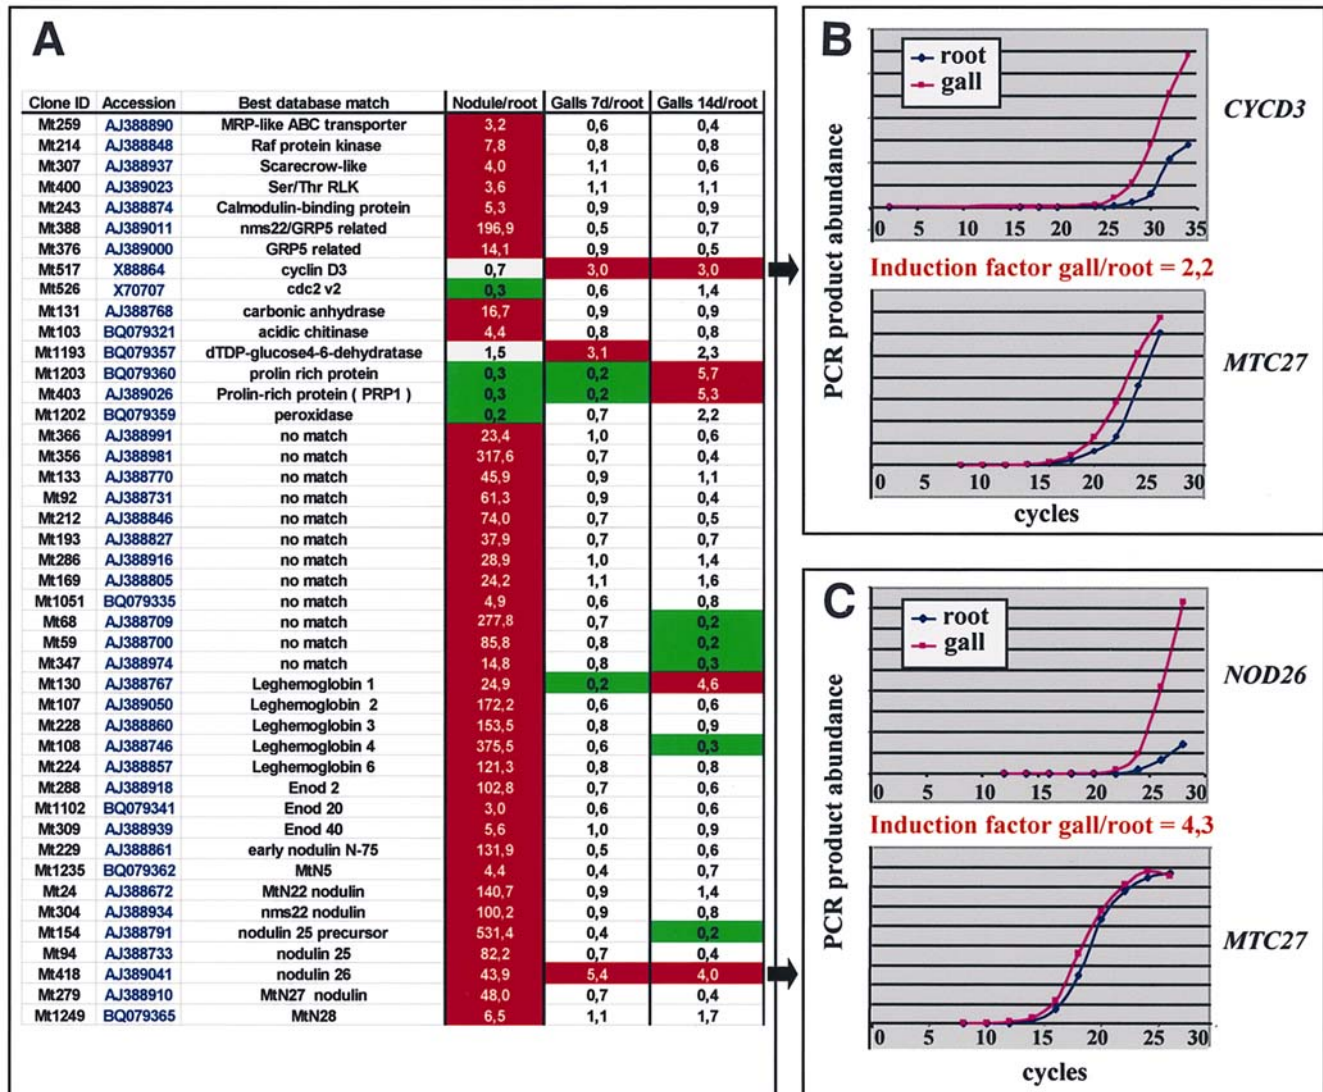 A
Clone ID Accession Best database match Nodule/root Galls 7d/root Galls 14d/root
Mt259 AJ388890 MRP-like ABC transporter 3,2 0,6 0,4
Mt214 AJ388848 Raf protein kinase 7,8 0,8 0,8
Mt307 AJ388937 Scarecrow-like 4,0 1,1 0,6
Mt400 AJ389023 Ser/Thr RLK 3,6 1,1 1,1
Mt243 AJ388874 Calmodulin-binding protein 5,3 0,9 0,9
Mt388 AJ389011 nms22/GRP5 related 196,9 0,5 0,7
Mt376 AJ389000 GRP5 related 14,1 0,9 0,5
Mt517 X88864 cyclin D3 0,7 3,0 3,0
Mt526 X70707 cdc2 v2 0,3 0,6 1,4
Mt131 AJ388768 carbonic anhydrase 16,7 0,9 0,9
Mt103 BQ079321 acidic chitinase 4,4 0,8 0,8
Mt1193 BQ079357 dTDP-glucose4-6-dehydratase 1,5 3,1 2,3
Mt1203 BQ079360 prolin rich protein 0,3 0,2 5,7
Mt403 AJ389026 Prolin-rich protein ( PRP1 ) 0,3 0,2 5,3
Mt1202 BQ079359 peroxidase 0,2 0,7 2,2
Mt366 AJ388991 no match 23,4 1,0 0,6
Mt356 AJ388981 no match 317,6 0,7 0,4
Mt133 AJ388770 no match 45,9 0,9 1,1
Mt92 AJ388731 no match 61,3 0,9 0,4
Mt212 AJ388846 no match 74,0 0,7 0,5
Mt193 AJ388827 no match 37,9 0,7 0,7
Mt286 AJ388916 no match 28,9 1,0 1,4
Mt169 AJ388805 no match 24,2 1,1 1,6
Mt1051 BQ079335 no match 4,9 0,6 0,8
Mt68 AJ388709 no match 277,8 0,7 0,2
Mt59 AJ388700 no match 85,8 0,8 0,2
Mt347 AJ388974 no match 14,8 0,8 0,3
Mt130 AJ388767 Leghemoglobin 1 24,9 0,2 4,6
Mt107 AJ389050 Leghemoglobin 2 172,2 0,6 0,6
Mt228 AJ388860 Leghemoglobin 3 153,5 0,8 0,9
Mt108 AJ388746 Leghemoglobin 4 375,5 0,6 0,3
Mt224 AJ388857 Leghemoglobin 6 121,3 0,8 0,8
Mt288 AJ388918 Enod 2 102,8 0,7 0,6
Mt1102 BQ079341 Enod 20 3,0 0,6 0,6
Mt309 AJ388939 Enod 40 5,6 1,0 0,9
Mt229 AJ388861 early nodulin N-75 131,9 0,5 0,6
Mt1235 BQ079362 MtN5 4,4 0,4 0,7
Mt24 AJ388672 MtN22 nodulin 140,7 0,9 1,4
Mt304 AJ388934 nms22 nodulin 100,2 0,9 0,8
Mt154 AJ388791 nodulin 25 precursor 531,4 0,4 0,2
Mt94 AJ388733 nodulin 25 82,2 0,7 0,4
Mt418 AJ389041 nodulin 26 43,9 5,4 4,0
Mt279 AJ388910 MtN27 nodulin 48,0 0,7 0,4
Mt1249 BQ079365 MtN28 6,5 1,1 1,7
B
root
gall
CYCD3
0 5 10 15 20 25 30 35
Induction factor gall/root = 2,2
PCR product abundance
MTC27
0 5 10 15 20 25 30
cycles
C
root
gall
NOD26
0 5 10 15 20 25 30
Induction factor gall/root = 4,3
PCR product abundance
MTC27
0 5 10 15 20 25 30
cycles